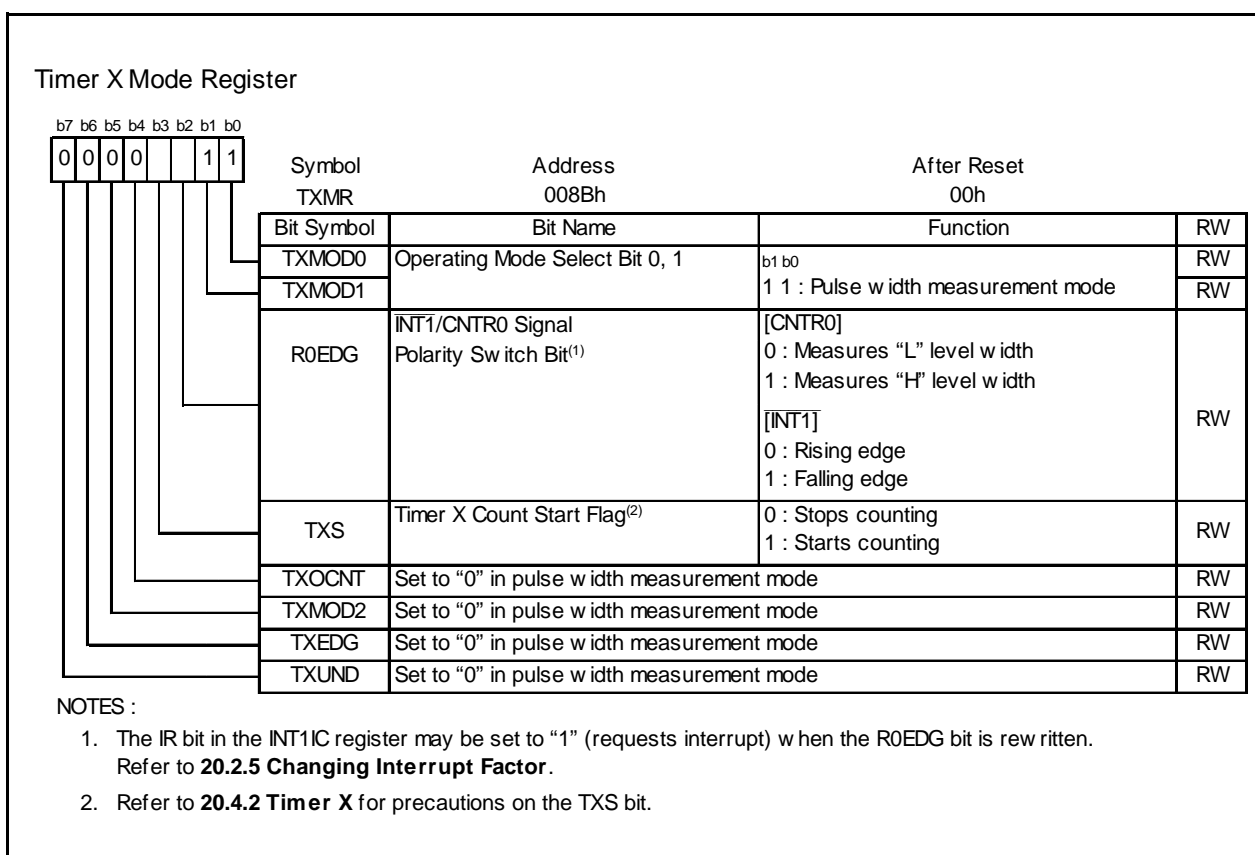 Timer X Mode Register
b7 b6 b5 b4 b3 b2 b1 b0
0 0 0 0 1 1
Symbol Address After Reset
TXMR 008Bh 00h
Bit Symbol Bit Name Function RW
TXMOD0 Operating Mode Select Bit 0, 1 b1 b0 RW
TXMOD1 1 1 : Pulse width measurement mode RW
INT1/CNTR0 Signal [CNTR0]
R0EDG Polarity Switch Bit(1) 0 : Measures “L” level width
1 : Measures “H” level width
[INT1] RW
0 : Rising edge
1 : Falling edge
TXS Timer X Count Start Flag(2) 0 : Stops counting RW
1 : Starts counting
TXOCNT Set to “0” in pulse width measurement mode RW
TXMOD2 Set to “0” in pulse width measurement mode RW
TXEDG Set to “0” in pulse width measurement mode RW
TXUND Set to “0” in pulse width measurement mode RW
NOTES :
1. The IR bit in the INT1IC register may be set to “1” (requests interrupt) when the R0EDG bit is rewritten.
Refer to 20.2.5 Changing Interrupt Factor.
2. Refer to 20.4.2 Timer X for precautions on the TXS bit.